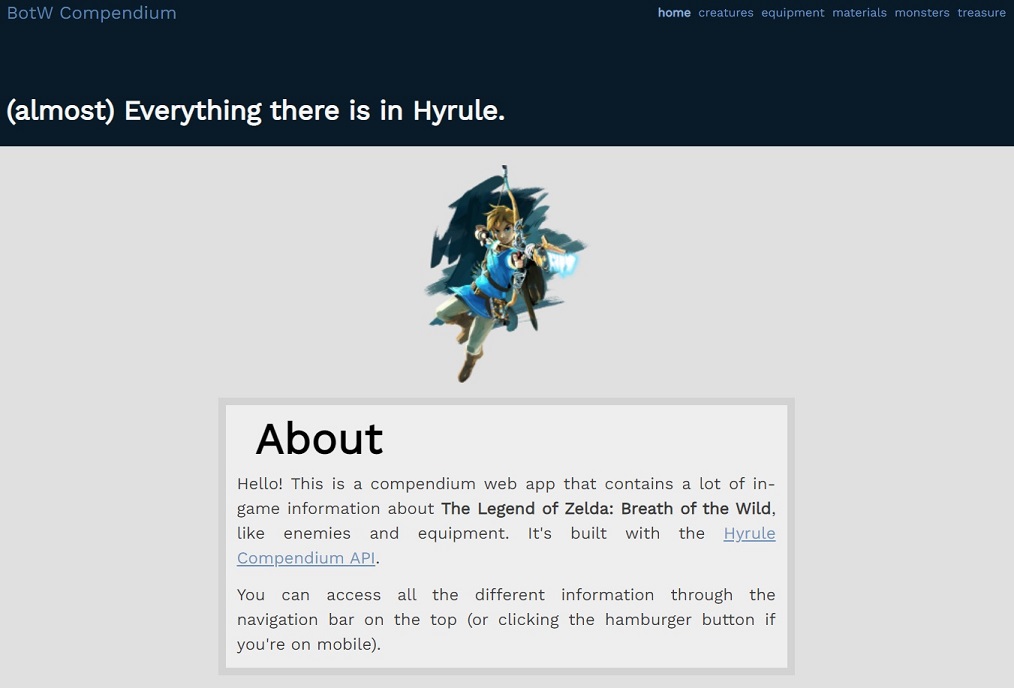 BotW Compendium
home creatures equipment materials monsters treasure
(almost) Everything there is in Hyrule.
About
Hello! This is a compendium web app that contains a lot of in-
game information about The Legend of Zelda: Breath of the Wild,
like enemies and equipment. It's built with the Hyrule
Compendium API.
You can access all the different information through the
navigation bar on the top (or clicking the hamburger button if
you're on mobile).